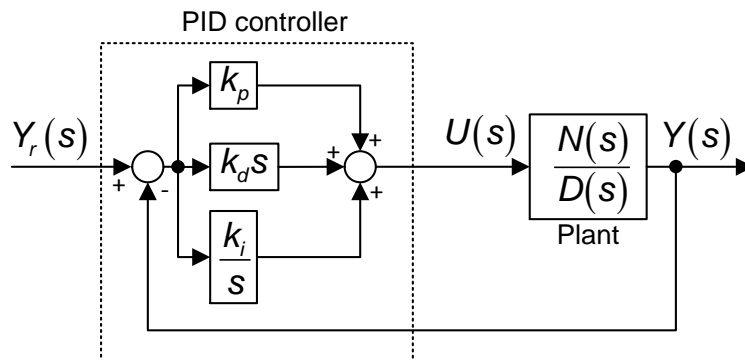 PID controller
k_p
Y_r(s)
+
-
k_d s
+
+
+
U(s)
N(s)
D(s)
Y(s)
Plant
k_i
s